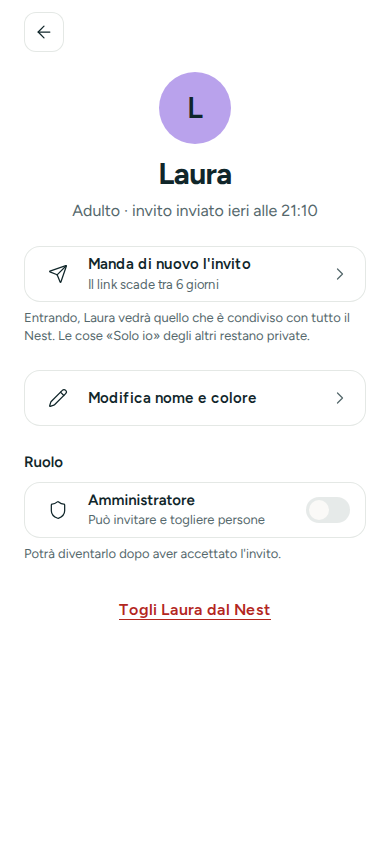 L
Laura
Adulto · invito inviato ieri alle 21:10
Manda di nuovo l'invito
Il link scade tra 6 giorni
Entrando, Laura vedrà quello che è condiviso con tutto il
Nest. Le cose «Solo io» degli altri restano private.
Modifica nome e colore
Ruolo
Amministratore
Può invitare e togliere persone
Potrà diventarlo dopo aver accettato l'invito.
Togli Laura dal Nest